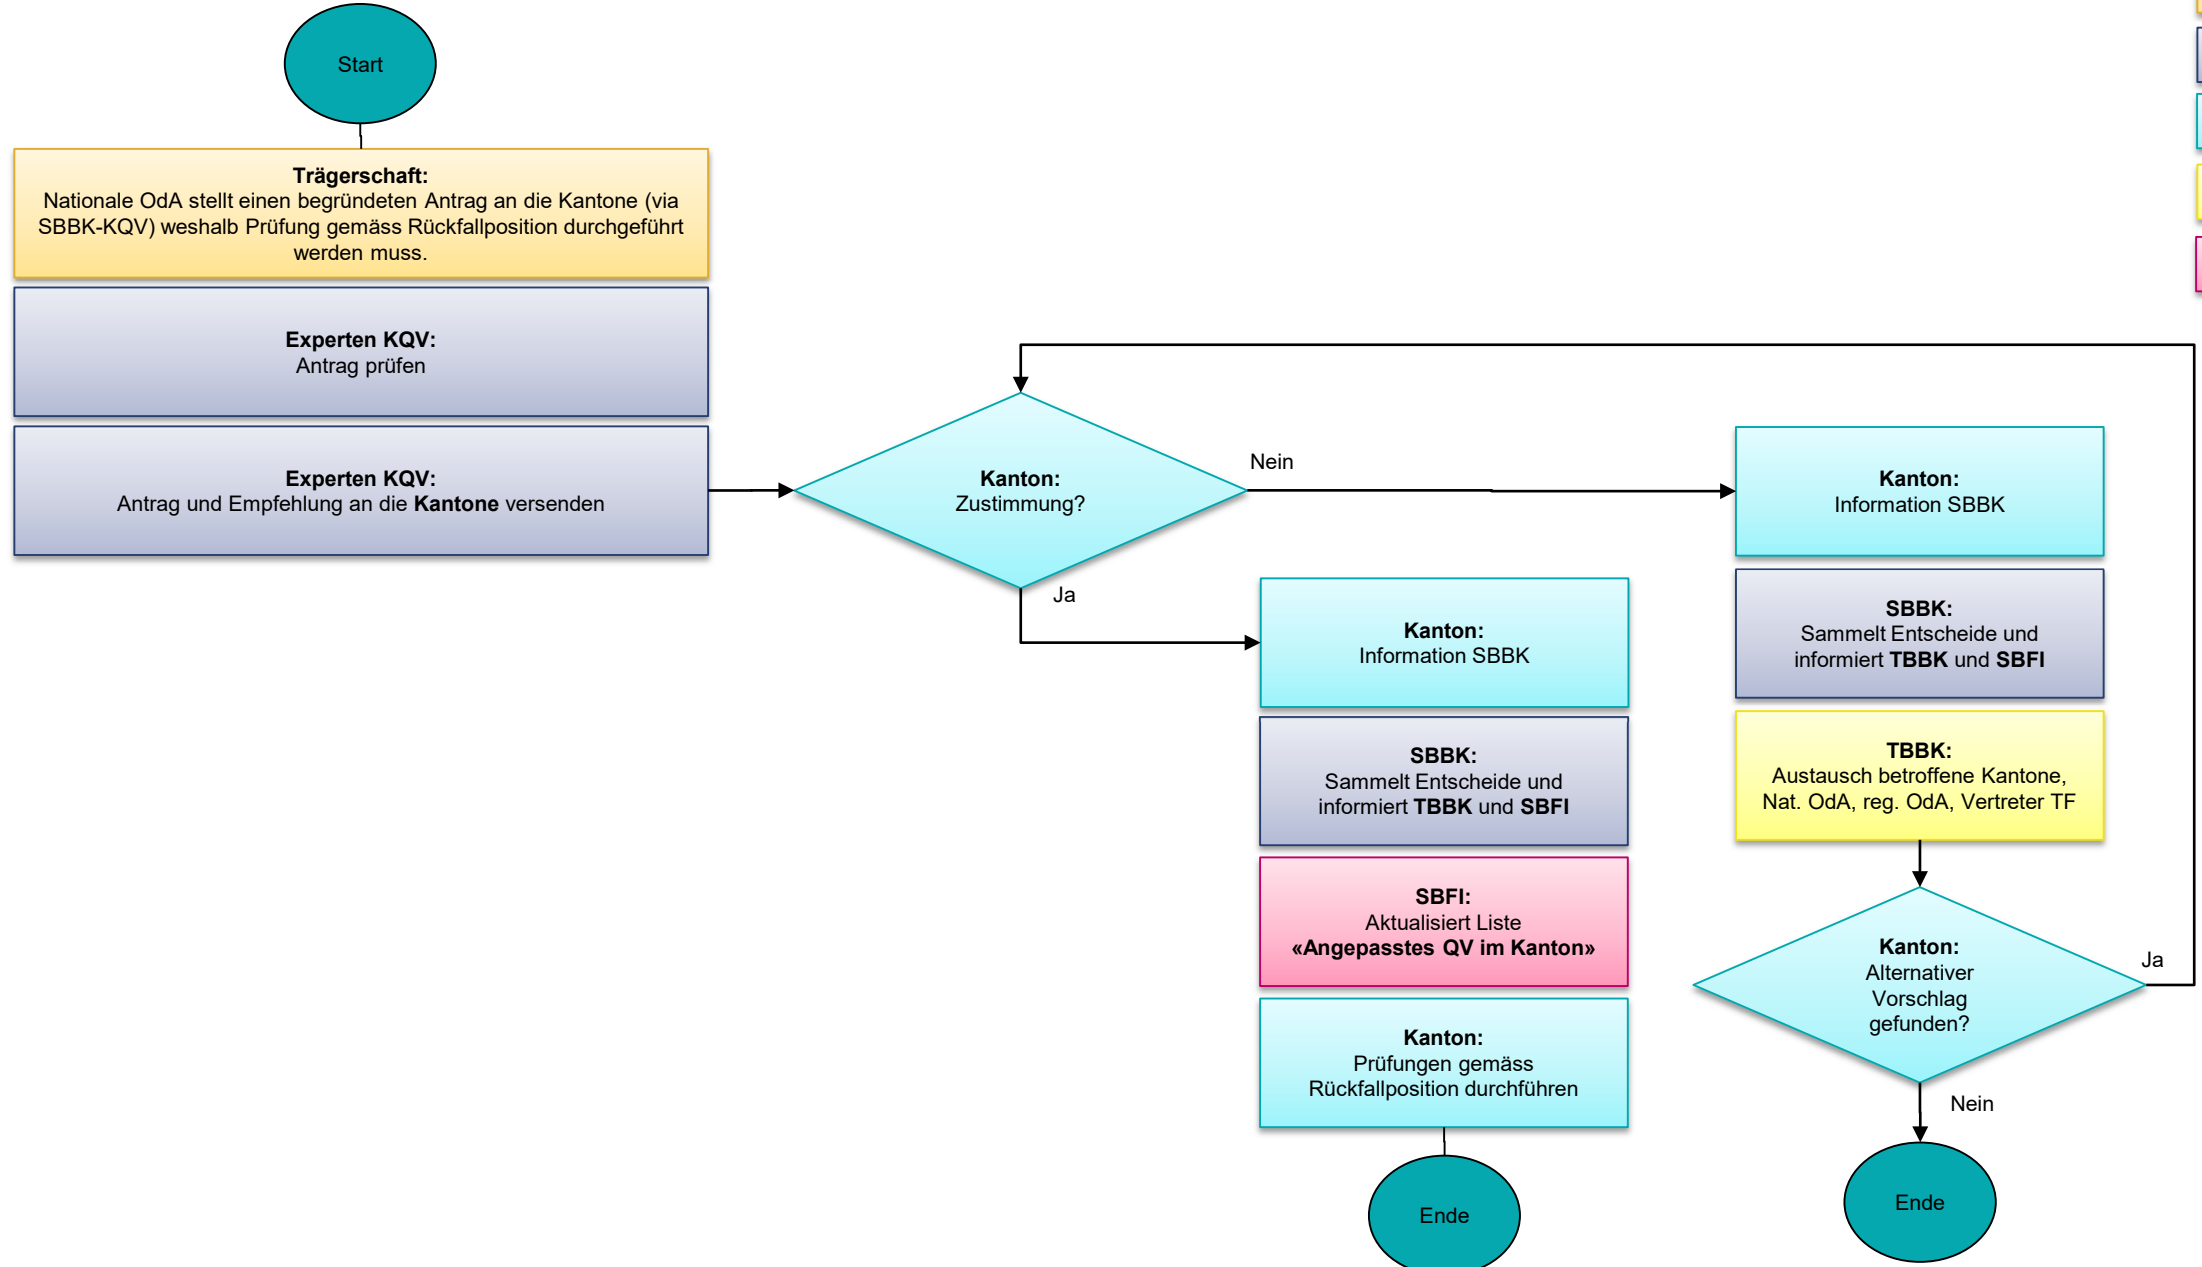 Start
Trägerschaft:
Nationale OdA stellt einen begründeten Antrag an die Kantone (via
SBBK-KQV) weshalb Prüfung gemäss Rückfallposition durchgeführt
werden muss.
Experten KQV:
Antrag prüfen
Experten KQV:
Antrag und Empfehlung an die Kantone versenden
Kanton:
Zustimmung?
Nein
Ja
Kanton:
Information SBBK
SBBK:
Sammelt Entscheide und
informiert TBBK und SBFI
SBFI:
Aktualisiert Liste
«Angepasstes QV im Kanton»
Kanton:
Prüfungen gemäss
Rückfallposition durchführen
Ende
Kanton:
Information SBBK
SBBK:
Sammelt Entscheide und
informiert TBBK und SBFI
TBBK:
Austausch betroffene Kantone,
Nat. OdA, reg. OdA, Vertreter TF
Kanton:
Alternativer
Vorschlag
gefunden?
Ja
Nein
Ende